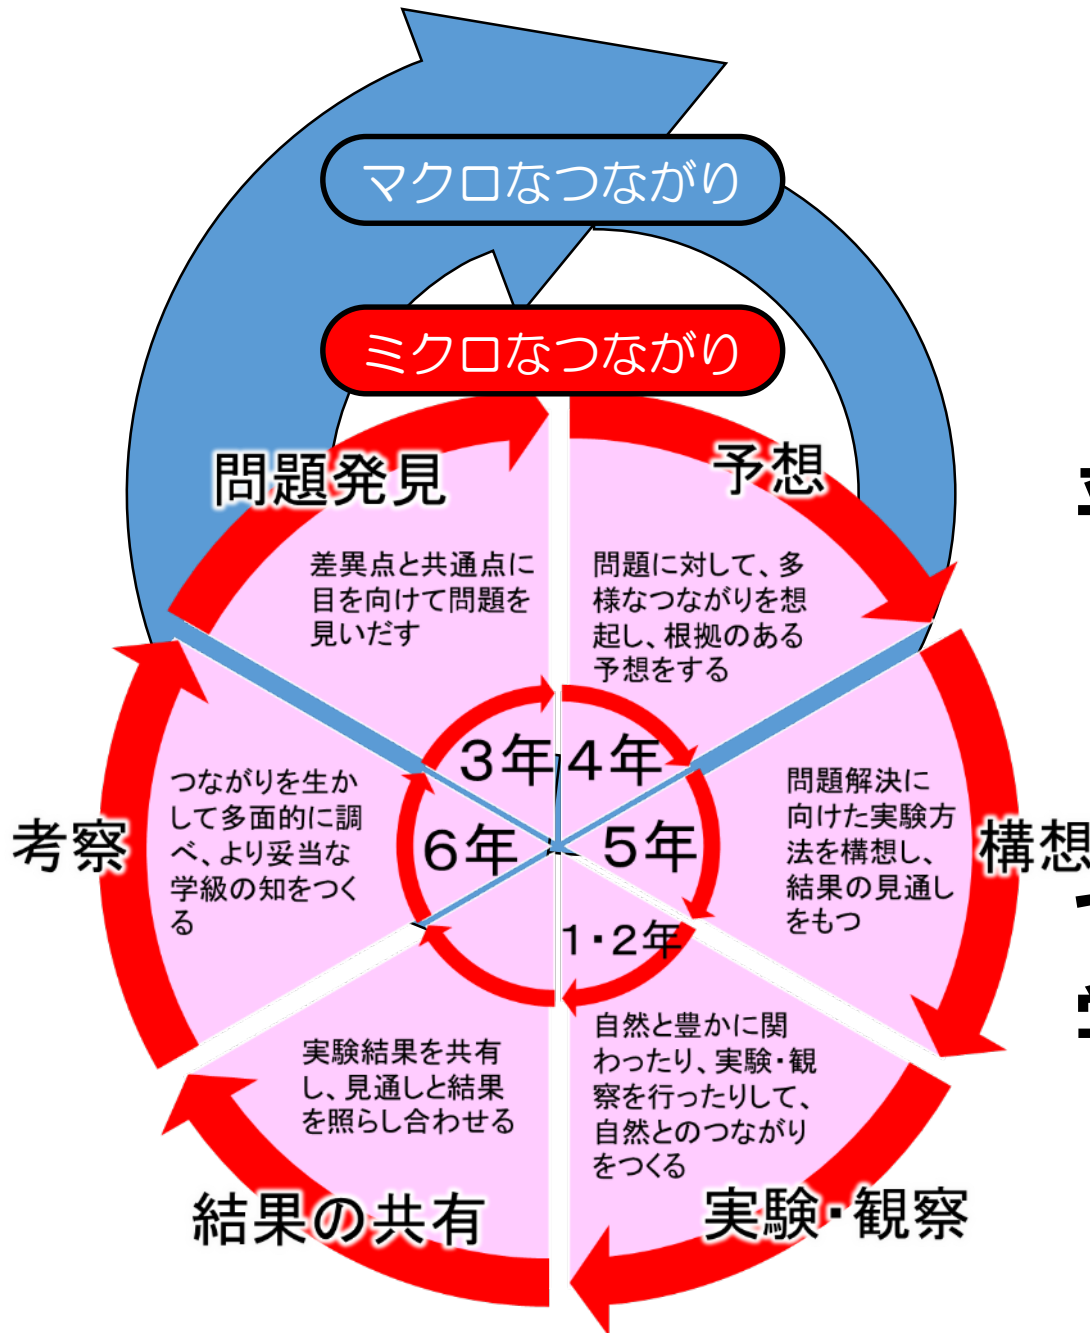 マクロなつながり
ミクロなつながり
問題発見
差異点と共通点に
目を向けて問題を
見いだす
予想
問題に対して、多
様なつながりを想
起し、根拠のある
予想をする
構想
問題解決に
向けた実験方
法を構想し、
結果の見通し
をもつ
実験・観察
自然と豊かに関
わったり、実験・観
察を行ったりして、
自然とのつながり
をつくる
結果の共有
実験結果を共有
し、見通しと結果
を照らし合わせる
考察
つながりを生か
して多面的に調
べ、より妥当な
学級の知をつく
る
３年
４年
５年
１・２年
６年